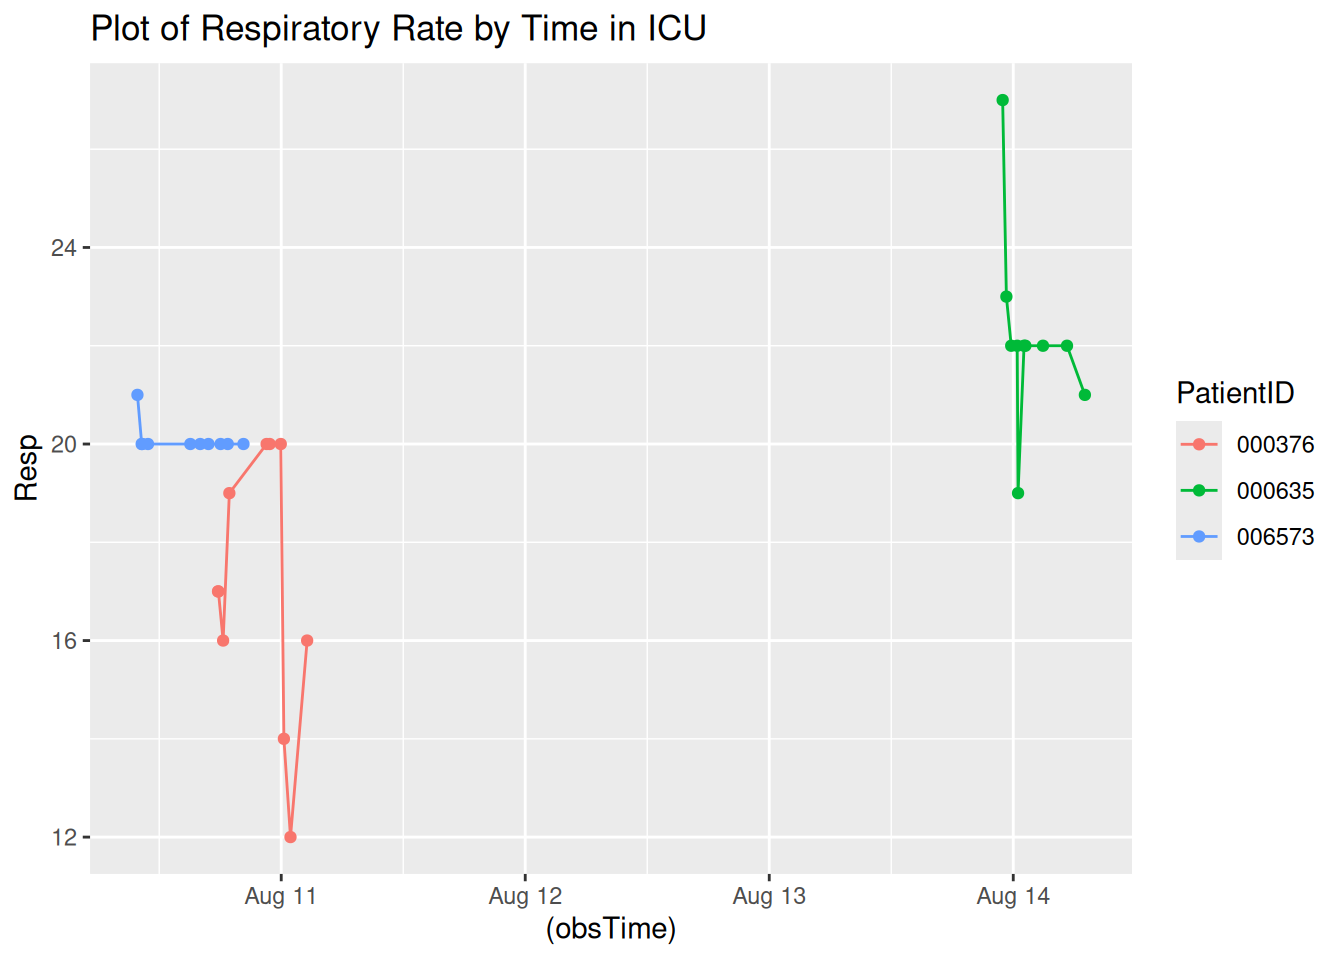 Plot of Respiratory Rate by Time in ICU
24
20
16
12
Resp
Aug 11 Aug 12 Aug 13 Aug 14
(obsTime)
PatientID
000376
000635
006573